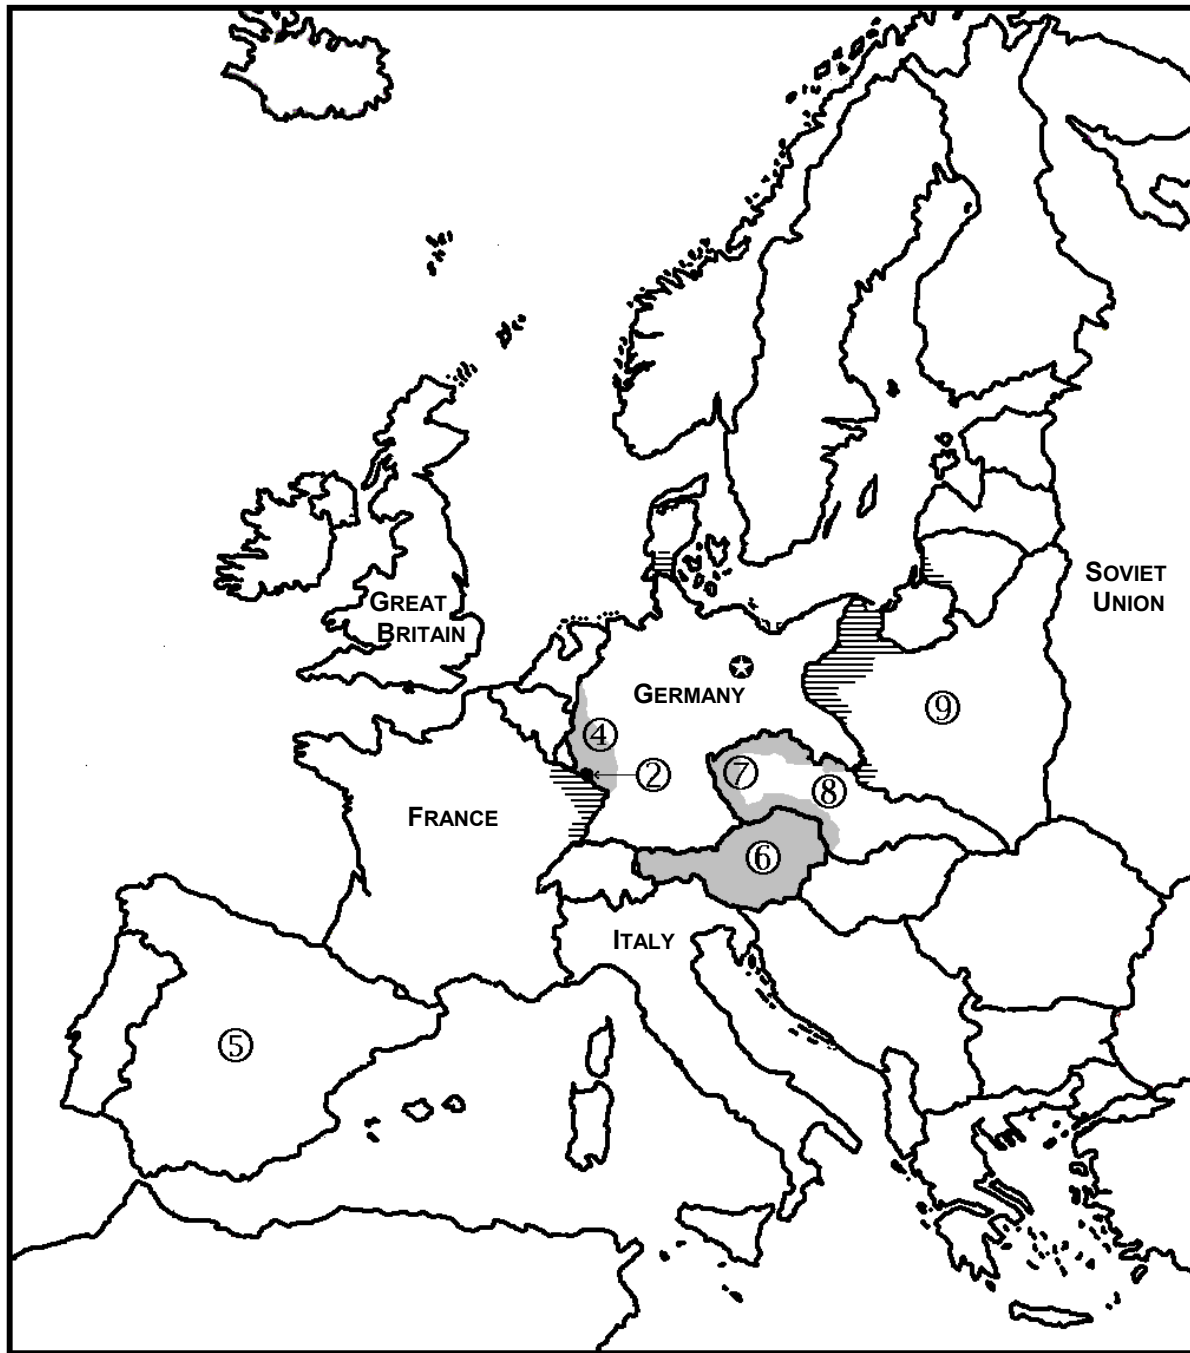 SOVIET
UNION
GREAT
BRITAIN
GERMANY
⑨
④
②
⑦
⑧
FRANCE
⑥
ITALY
⑤